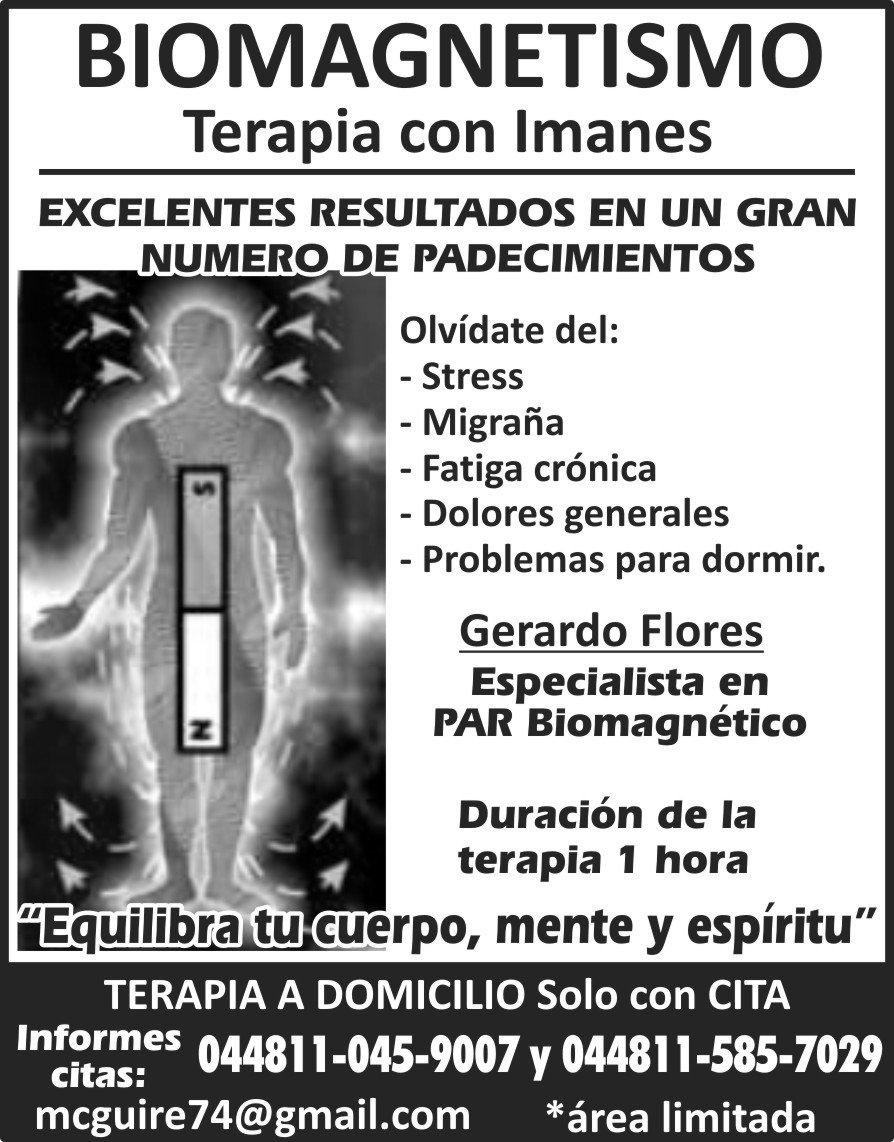 BIOMAGNETISMO
Terapia con Imanes
EXCELENTES RESULTADOS EN UN GRAN
NUMERO DE PADECIMIENTOS
Olvídate del:
- Stress
- Migraña
- Fatiga crónica
- Dolores generales
- Problemas para dormir.
S
N
Gerardo Flores
Especialista en
PAR Biomagnético
Duración de la
terapia 1 hora
“Equilibra tu cuerpo, mente y espíritu”
TERAPIA A DOMICILIO Solo con CITA
Informes
citas: 044811-045-9007 y 044811-585-7029
mcguire74@gmail.com *área limitada